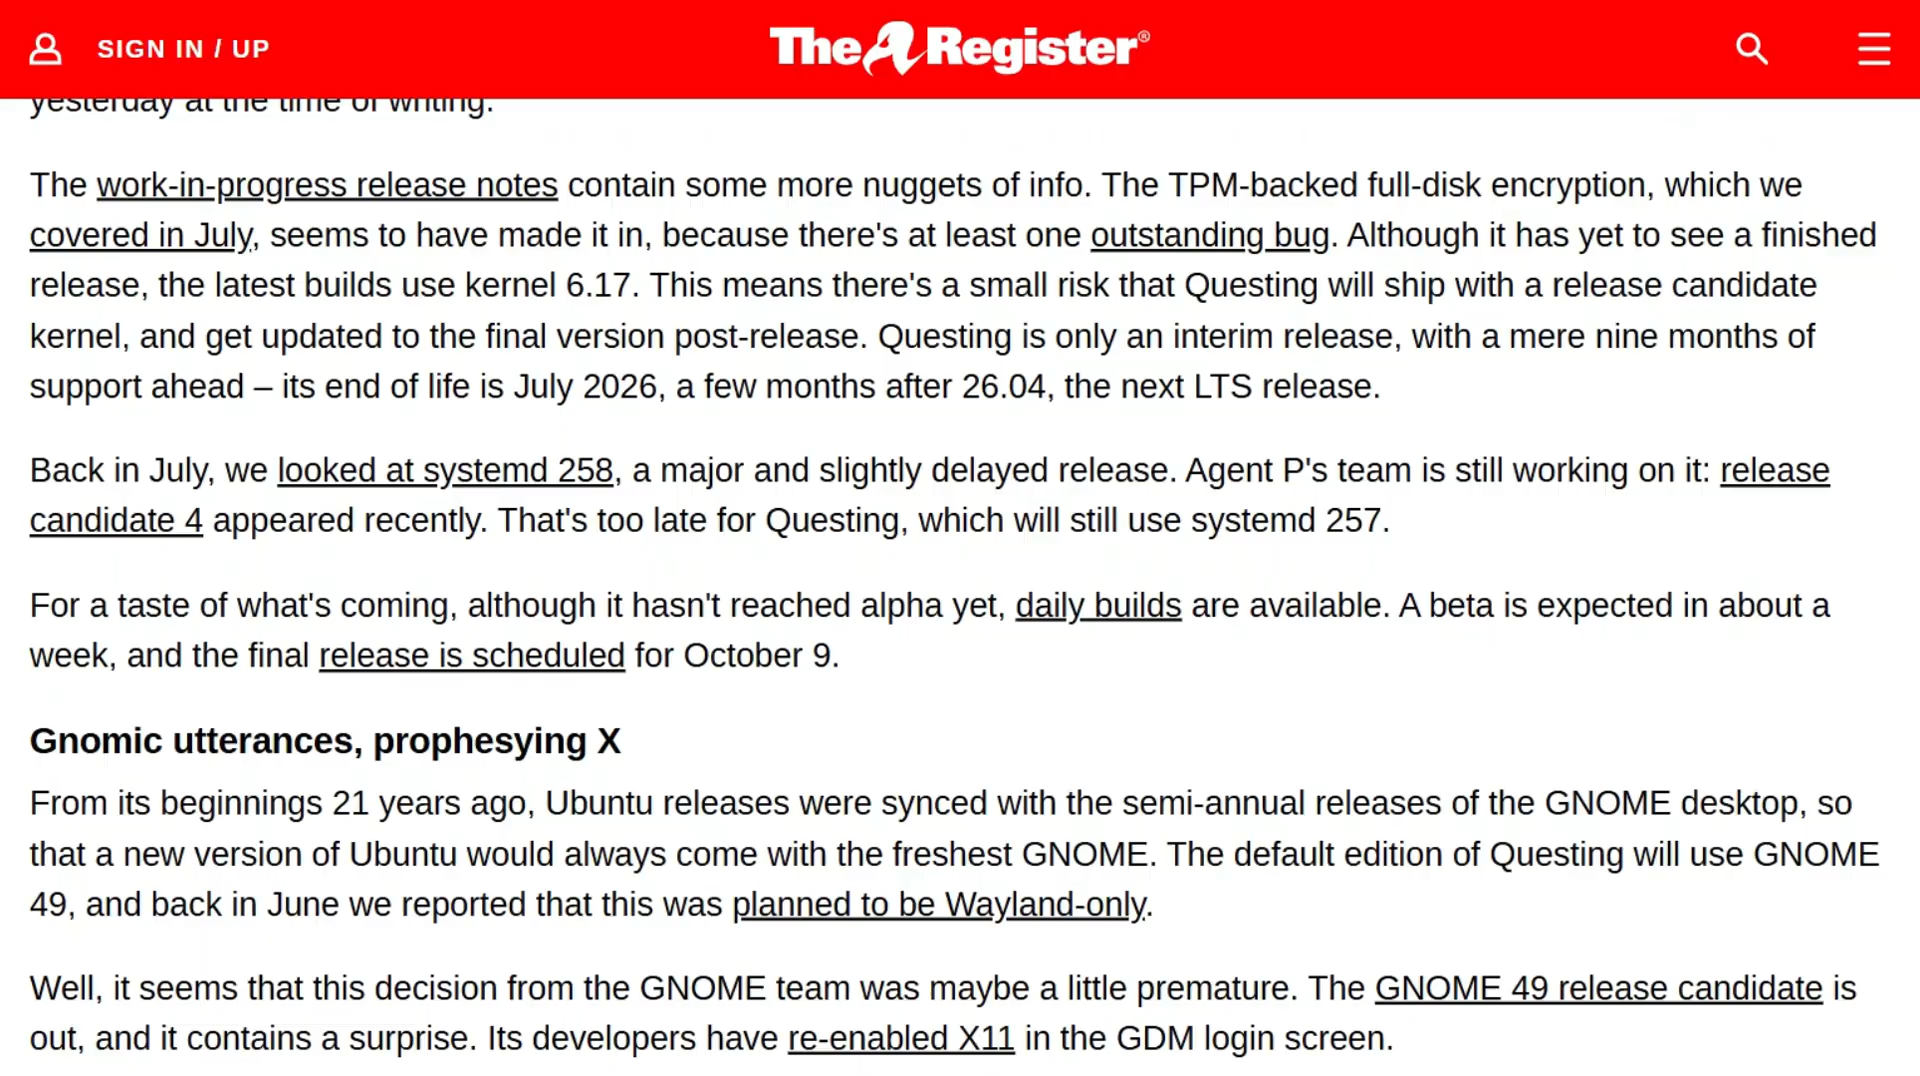 SIGN IN / UP
The Register®
yesterday at the time of writing.
The work-in-progress release notes contain some more nuggets of info. The TPM-backed full-disk encryption, which we
covered in July, seems to have made it in, because there's at least one outstanding bug. Although it has yet to see a finished
release, the latest builds use kernel 6.17. This means there's a small risk that Questing will ship with a release candidate
kernel, and get updated to the final version post-release. Questing is only an interim release, with a mere nine months of
support ahead – its end of life is July 2026, a few months after 26.04, the next LTS release.
Back in July, we looked at systemd 258, a major and slightly delayed release. Agent P's team is still working on it: release
candidate 4 appeared recently. That's too late for Questing, which will still use systemd 257.
For a taste of what's coming, although it hasn't reached alpha yet, daily builds are available. A beta is expected in about a
week, and the final release is scheduled for October 9.
Gnomic utterances, prophesying X
From its beginnings 21 years ago, Ubuntu releases were synced with the semi-annual releases of the GNOME desktop, so
that a new version of Ubuntu would always come with the freshest GNOME. The default edition of Questing will use GNOME
49, and back in June we reported that this was planned to be Wayland-only.
Well, it seems that this decision from the GNOME team was maybe a little premature. The GNOME 49 release candidate is
out, and it contains a surprise. Its developers have re-enabled X11 in the GDM login screen.